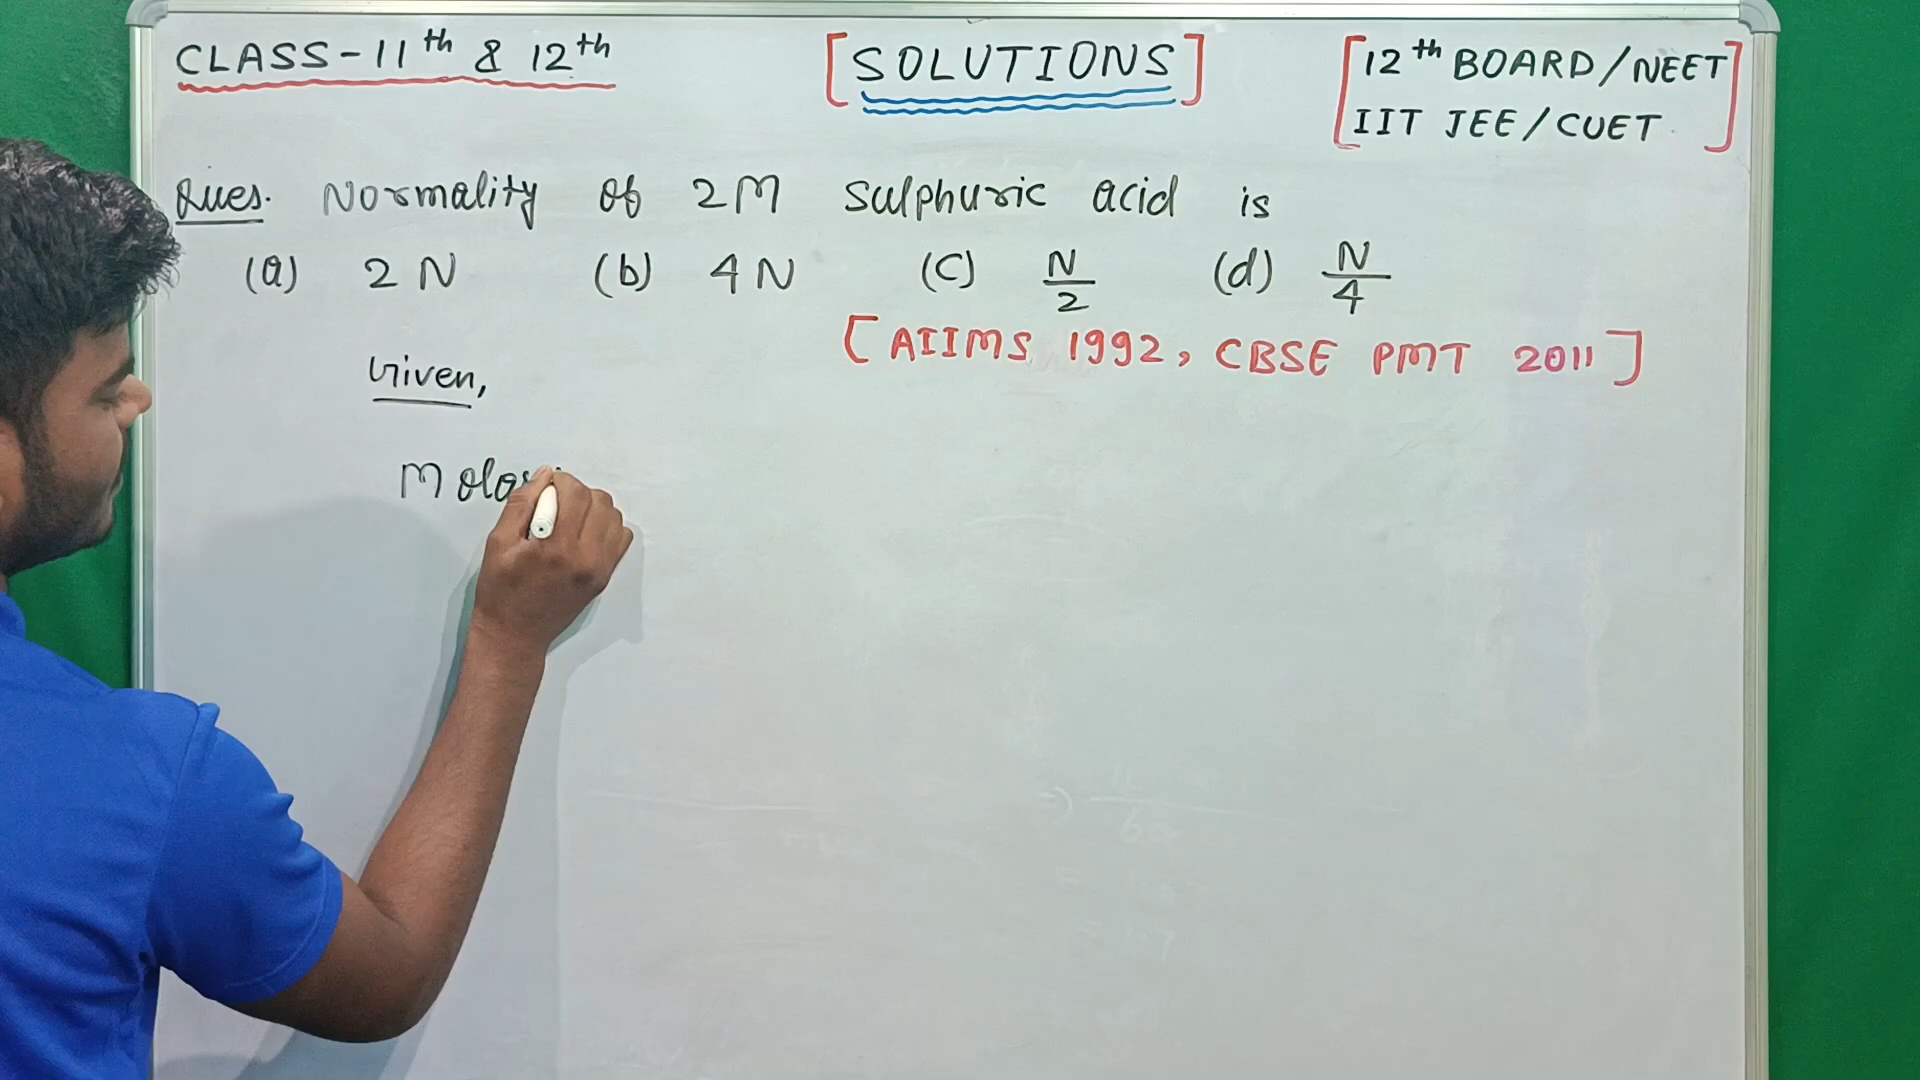 CLASS-11th & 12th
[SOLUTIONS]
[12th BOARD/NEET
IIT JEE/CUET]
Ques. Normality of 2M Sulphuric acid is
(a) 2N (b) 4N (c) N/2 (d) N/4
[AIIMS 1992, CBSE PMT 2011]
Given,
Molar